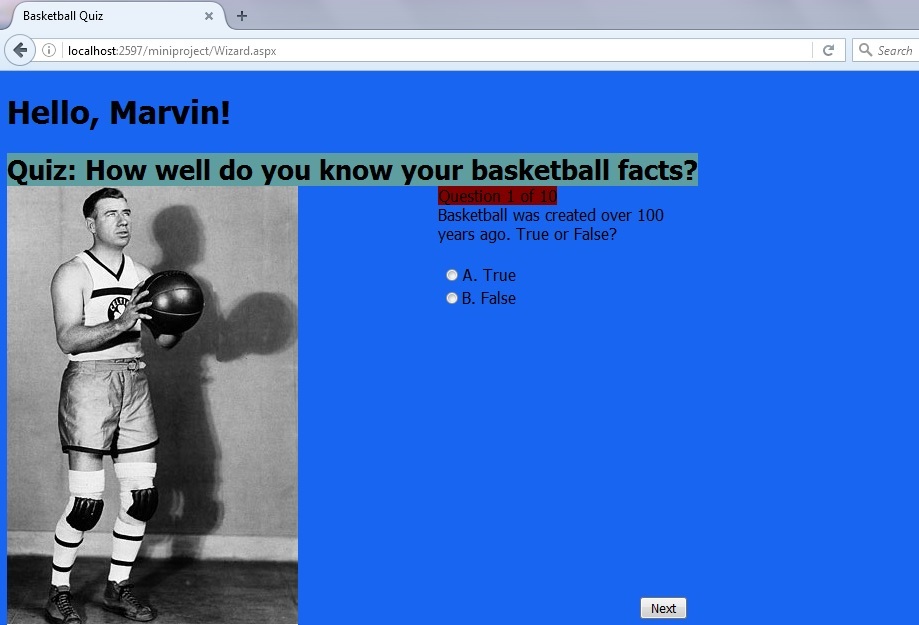 Basketball Quiz
localhost:2597/miniproject/Wizard.aspx
Search
Hello, Marvin!
Quiz: How well do you know your basketball facts?
Question 1 of 10
Basketball was created over 100
years ago. True or False?
A. True
B. False
Next